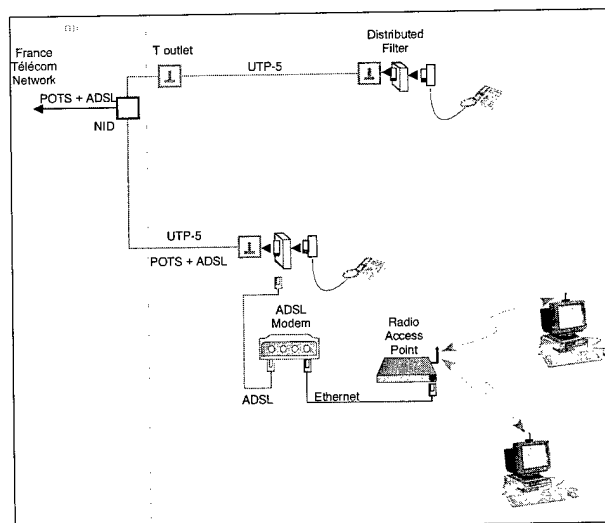 France
Télécom
Network
T outlet
UTP-5
Distributed
Filter
POTS + ADSL
NID
UTP-5
POTS + ADSL
ADSL
Modem
Radio
Access
Point
ADSL
Ethernet